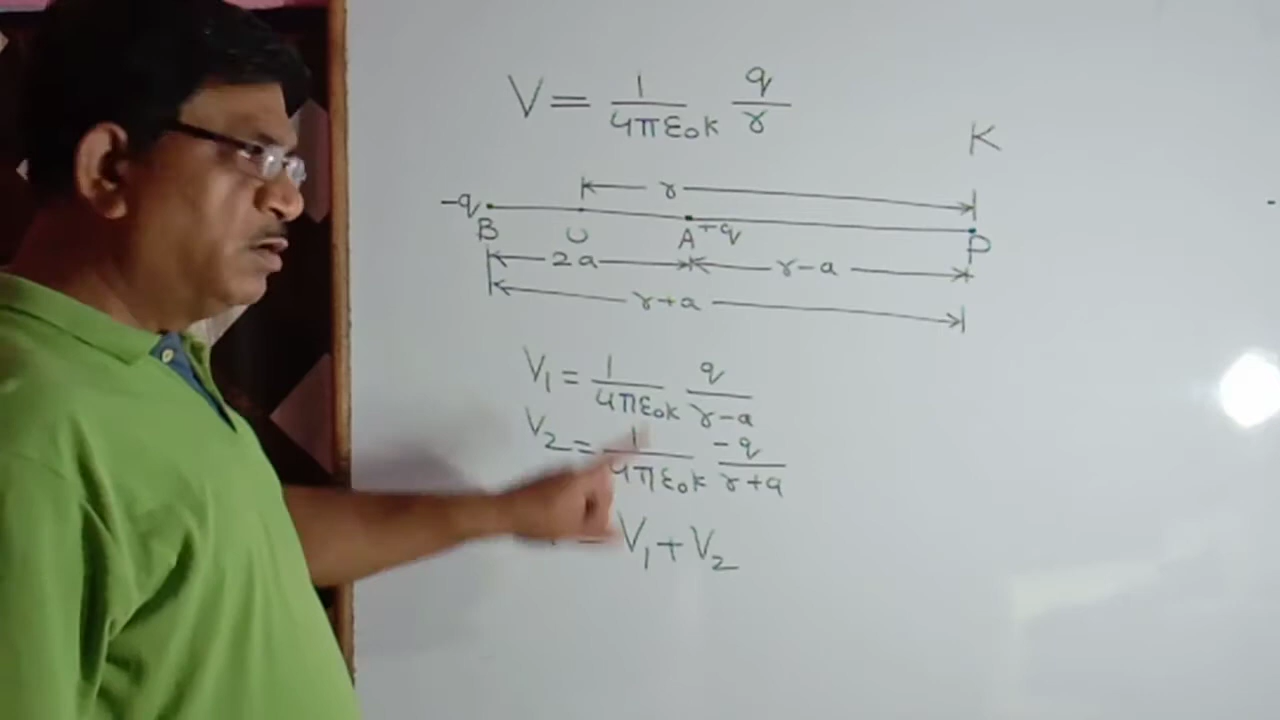 V = 1/4πε₀k q/r
K
r
-q B O A +q P
2a r-a
r+a
V₁ = 1/4πε₀k q/r-a
V₂ = 1/4πε₀k -q/r+a
= V₁ + V₂